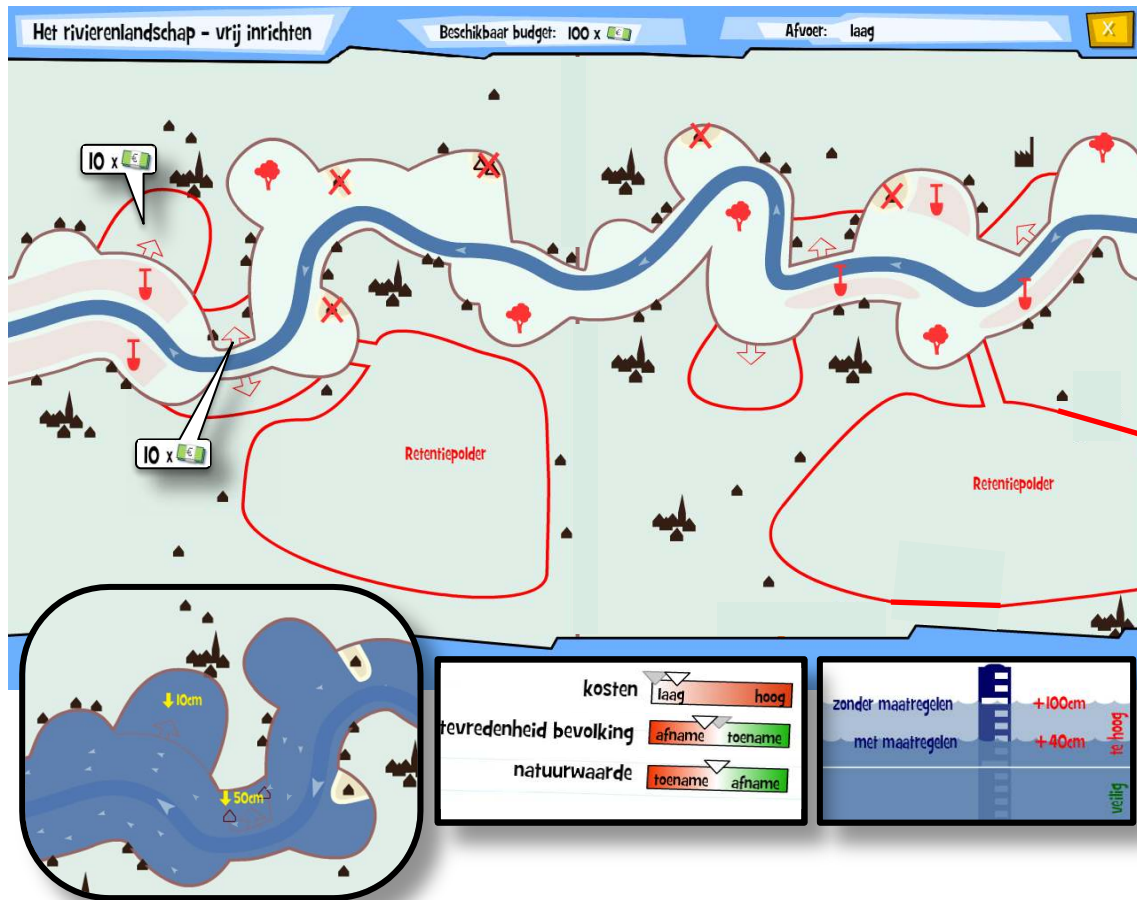 Het rivierenlandschap - vrij inrichten
Beschikbaar budget: 100 x €
Afvoer: laag
X
10 x €
10 x €
Retentiepolder
Retentiepolder
10cm
50cm
kosten
laag hoog
tevredenheid bevolking
afname toename
natuurwaarde
toename afname
zonder maatregelen +100cm
met maatregelen +40cm
te hoog
veilig